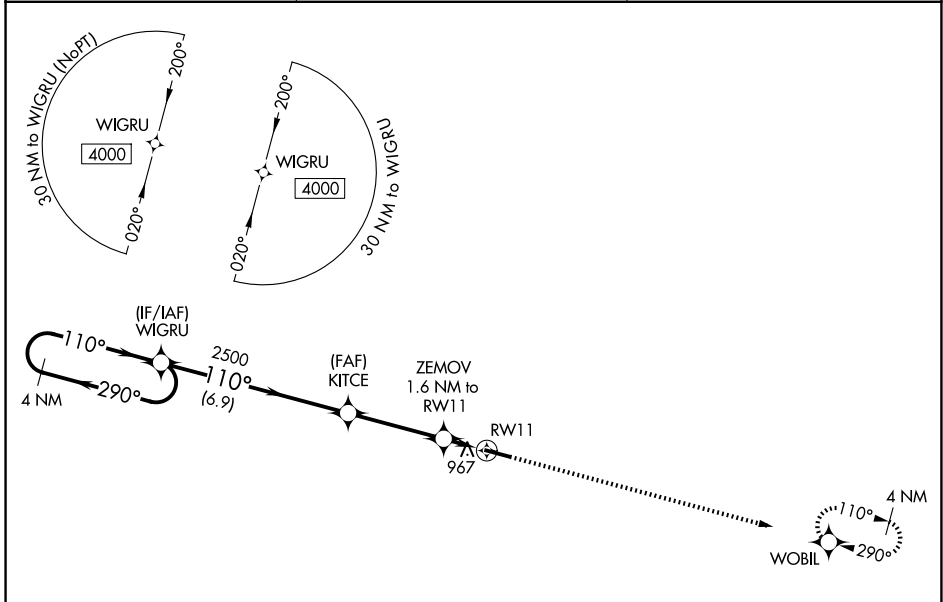 30 NM to WIGRU (NoPT)
200°
WIGRU
4000
020°
200°
WIGRU
4000
30 NM to WIGRU
020°
(IF/IAF)
WIGRU
110°
290°
4 NM
2500
110°
(6.9)
(FAF)
KITCE
ZEMOV
1.6 NM to
RW11
RW11
967
4 NM
110°
290°
WOBIL